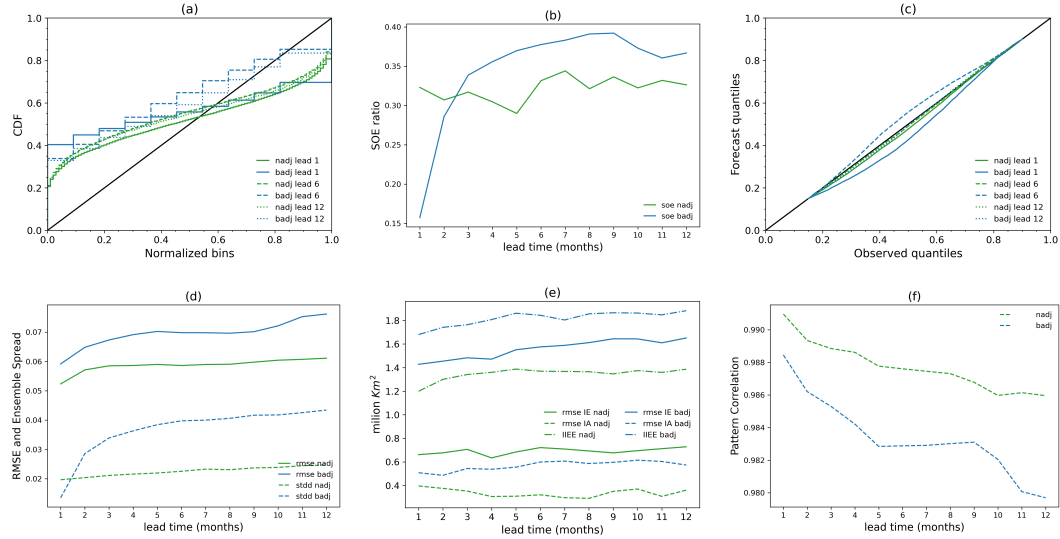 (a)
CDF
1.0
0.8
0.6
0.4
0.2
0.0
nadj lead 1
badj lead 1
nadj lead 6
badj lead 6
nadj lead 12
badj lead 12
0.0 0.2 0.4 0.6 0.8 1.0
Normalized bins
(b)
SOE ratio
0.40
0.35
0.30
0.25
0.20
0.15
soe nadj
soe badj
1 2 3 4 5 6 7 8 9 10 11 12
lead time (months)
(c)
Forecast quantiles
1.0
0.8
0.6
0.4
0.2
0.0
nadj lead 1
badj lead 1
nadj lead 6
badj lead 6
nadj lead 12
badj lead 12
0.0 0.2 0.4 0.6 0.8 1.0
Observed quantiles
(d)
RMSE and Ensemble Spread
0.07
0.06
0.05
0.04
0.03
0.02
rmse nadj
rmse badj
stdd nadj
stdd badj
1 2 3 4 5 6 7 8 9 10 11 12
lead time (months)
(e)
milion Km²
1.8
1.6
1.4
1.2
1.0
0.8
0.6
0.4
rmse IE nadj rmse IE badj
rmse IA nadj rmse IA badj
IIEE nadj IIEE badj
1 2 3 4 5 6 7 8 9 10 11 12
lead time (months)
(f)
Pattern Correlation
0.990
0.988
0.986
0.984
0.982
0.980
nadj
badj
1 2 3 4 5 6 7 8 9 10 11 12
lead time (months)